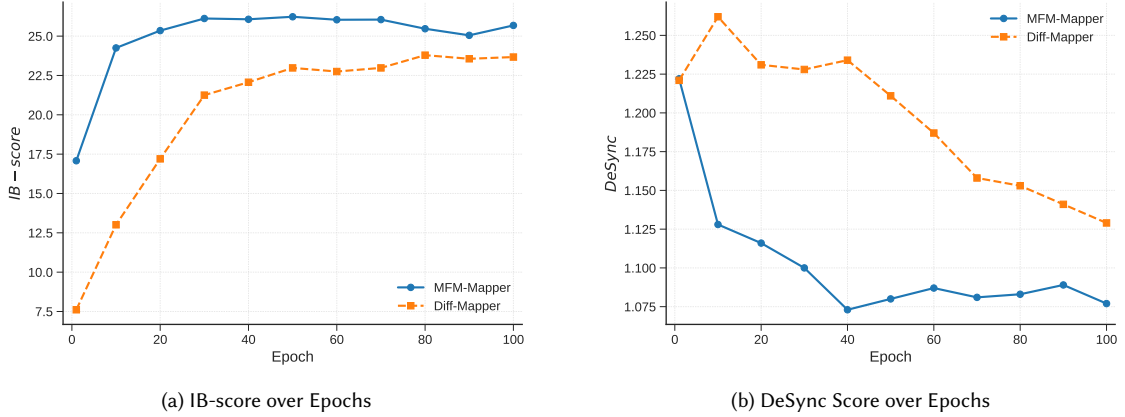 25.0
22.5
20.0
17.5
15.0
12.5
10.0
7.5
IB − score
0 20 40 60 80 100
Epoch
MFM-Mapper
Diff-Mapper
(a) IB-score over Epochs
1.250
1.225
1.200
1.175
1.150
1.125
1.100
1.075
DeSync
0 20 40 60 80 100
Epoch
MFM-Mapper
Diff-Mapper
(b) DeSync Score over Epochs